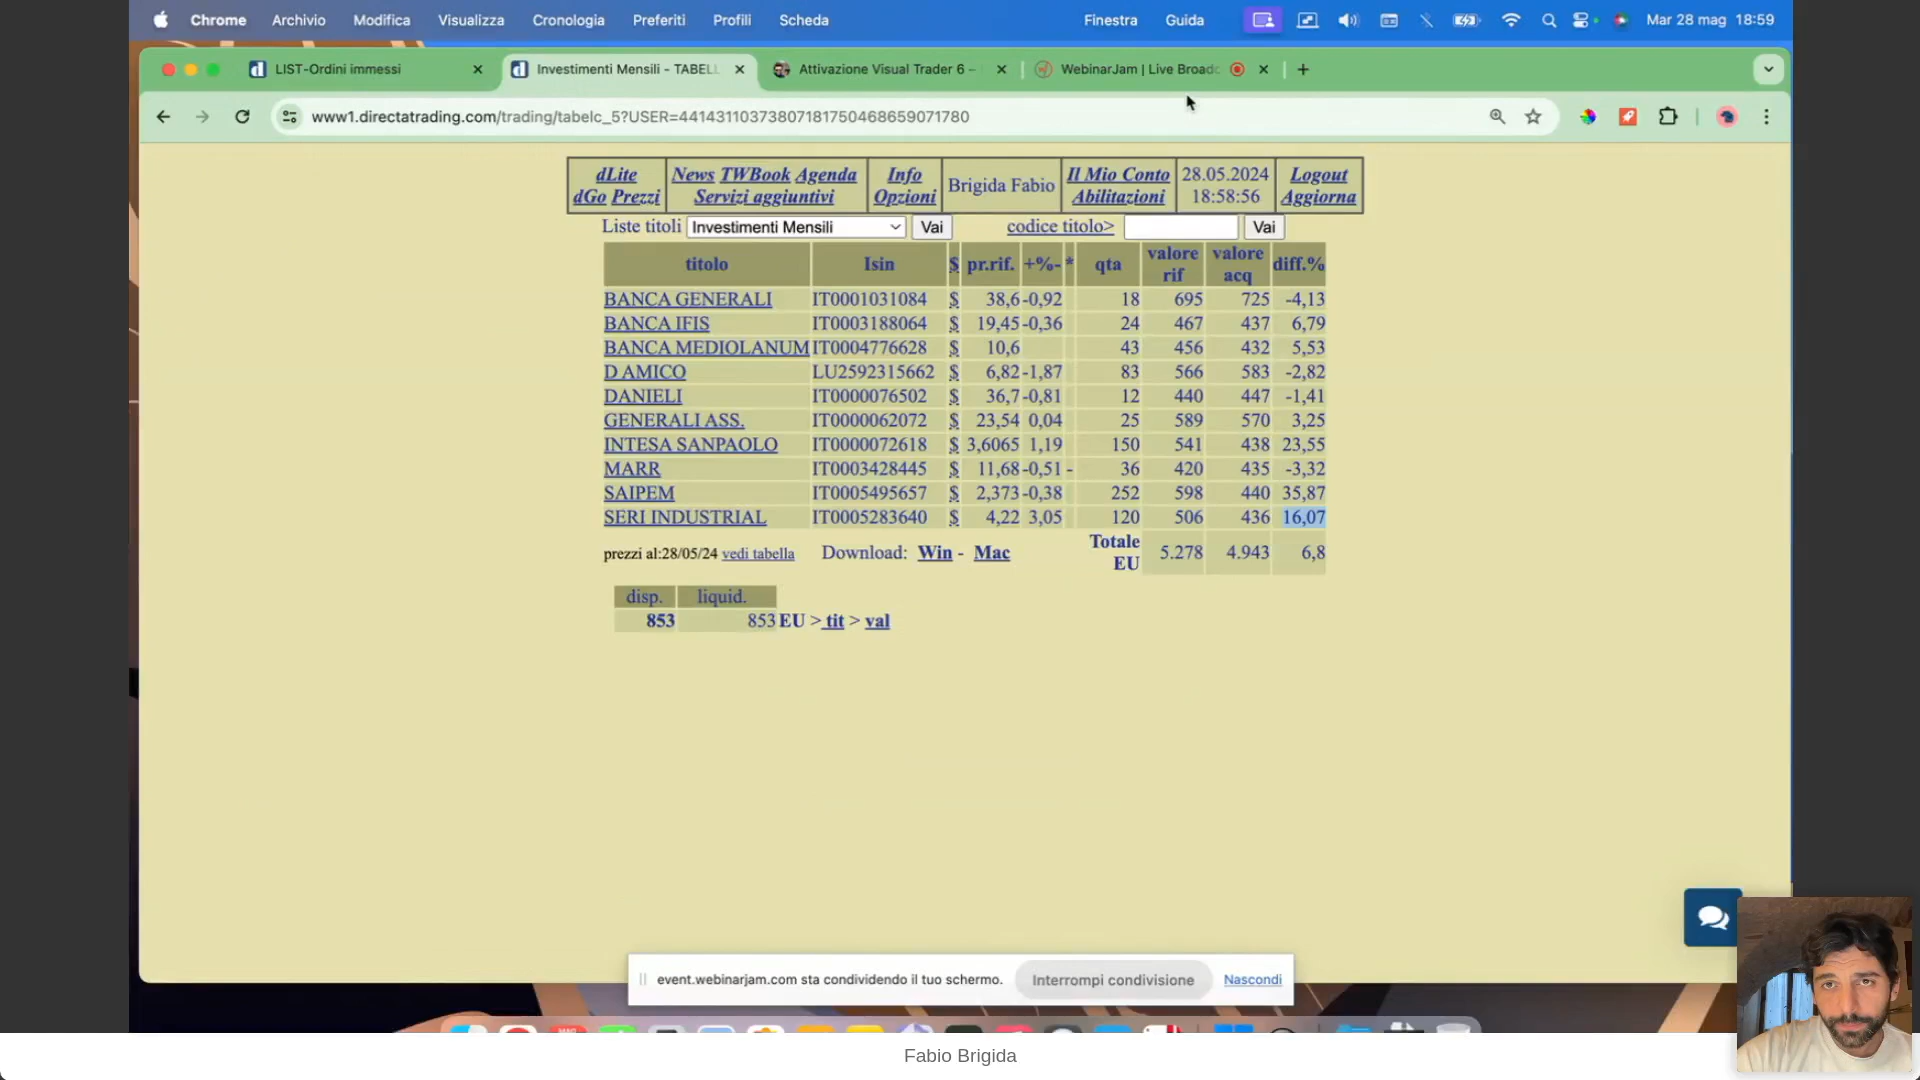 Chrome Archivio Modifica Visualizza Cronologia Preferiti Profili Scheda Finestra Guida Mar 28 mag 18:59
LIST-Ordini immessi
Investimenti Mensili - TABELL
Attivazione Visual Trader 6 –
WebinarJam | Live Broadc
www1.directatrading.com/trading/tabelc_5?USER=44143110373807181750468659071780
dLite News TWBook Agenda Info Brigida Fabio Il Mio Conto 28.05.2024 Logout
dGo Prezzi Servizi aggiuntivi Opzioni Abilitazioni 18:58:56 Aggiorna
Liste titoli Investimenti Mensili Vai codice titolo> Vai
titolo Isin $ pr.rif. +%- * qta valore rif valore acq diff.%
BANCA GENERALI IT0001031084 $ 38,6 -0,92 18 695 725 -4,13
BANCA IFIS IT0003188064 $ 19,45 -0,36 24 467 437 6,79
BANCA MEDIOLANUM IT0004776628 $ 10,6 43 456 432 5,53
D AMICO LU2592315662 $ 6,82 -1,87 83 566 583 -2,82
DANIELI IT0000076502 $ 36,7 -0,81 12 440 447 -1,41
GENERALI ASS. IT0000062072 $ 23,54 0,04 25 589 570 3,25
INTESA SANPAOLO IT0000072618 $ 3,6065 1,19 150 541 438 23,55
MARR IT0003428445 $ 11,68 -0,51 - 36 420 435 -3,32
SAIPEM IT0005495657 $ 2,373 -0,38 252 598 440 35,87
SERI INDUSTRIAL IT0005283640 $ 4,22 3,05 120 506 436 16,07
prezzi al:28/05/24 vedi tabella Download: Win - Mac Totale EU 5.278 4.943 6,8
disp. liquid.
853 853 EU > tit > val
event.webinarjam.com sta condividendo il tuo schermo. Interrompi condivisione Nascondi
Fabio Brigida